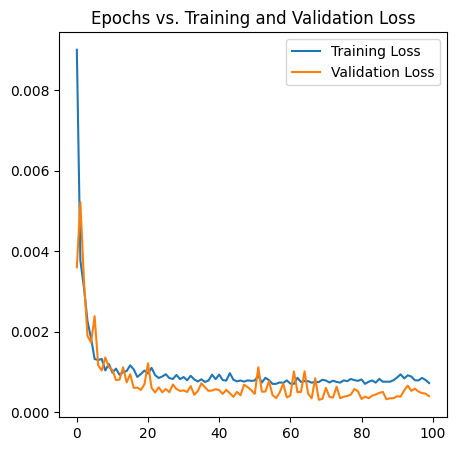 Epochs vs. Training and Validation Loss
Training Loss
Validation Loss
0.008
0.006
0.004
0.002
0.000
0 20 40 60 80 100